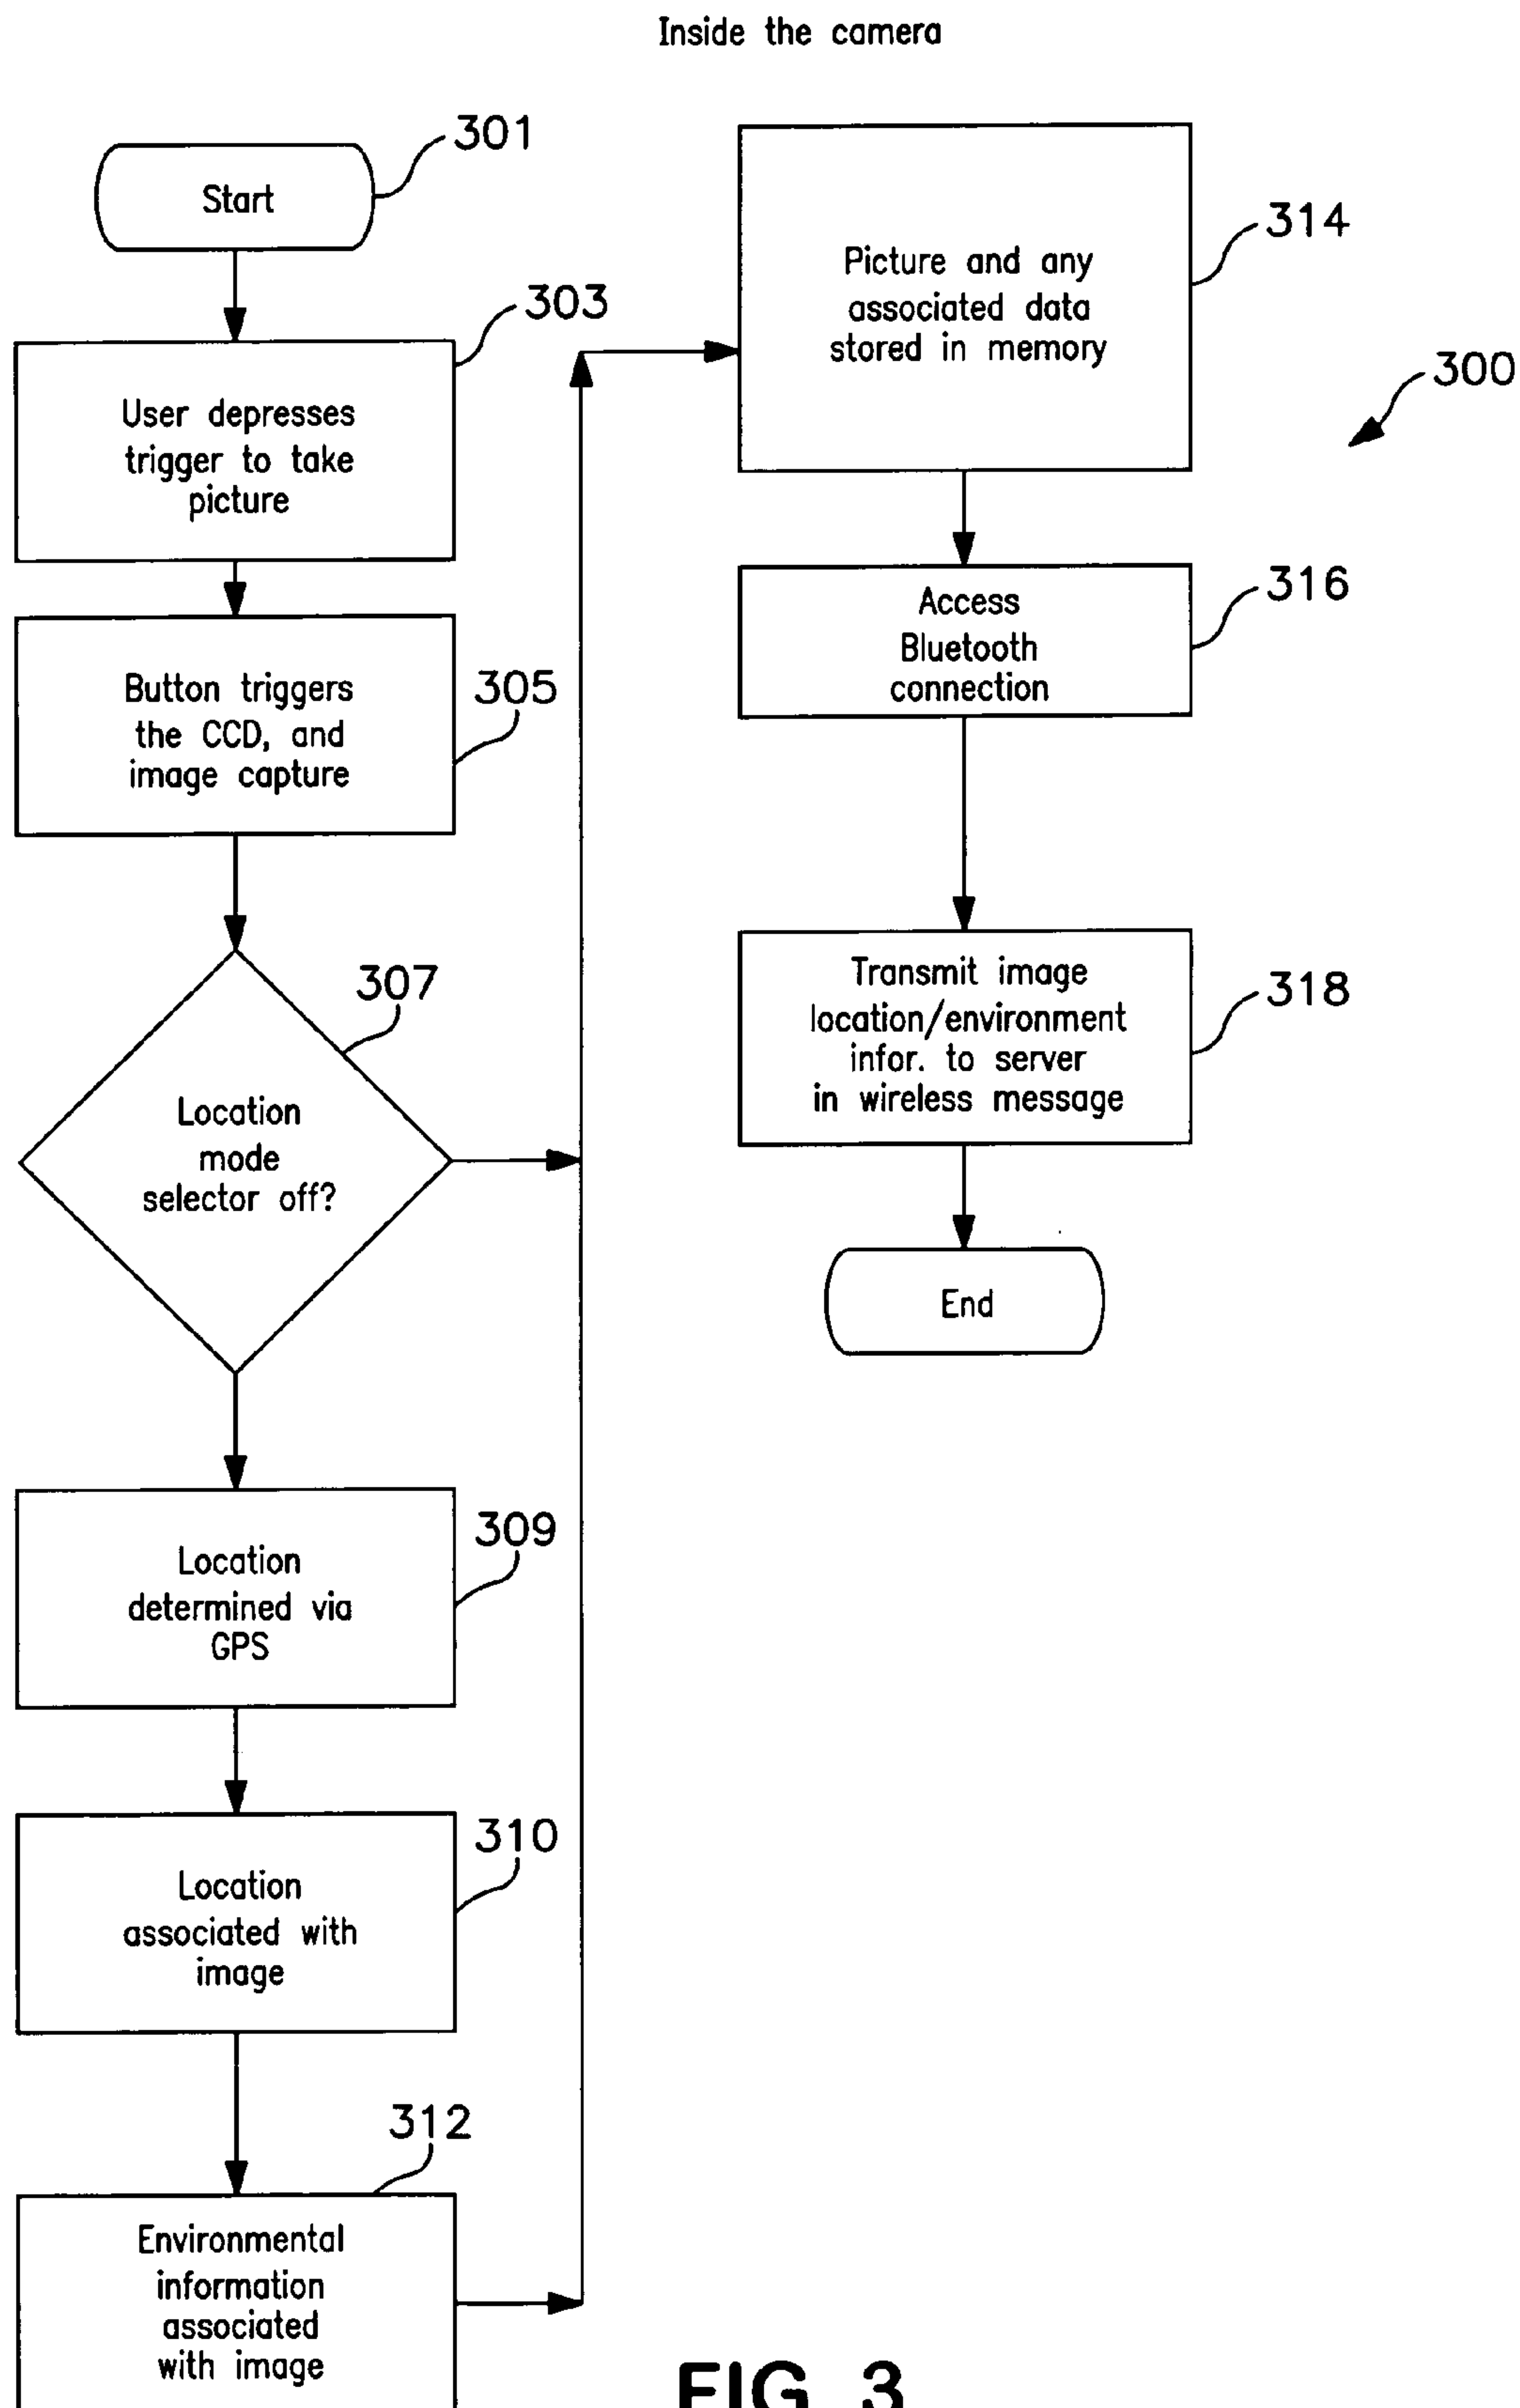 Inside the camera
301
Start
303
User depresses
trigger to take
picture
305
Button triggers
the CCD, and
image capture
307
Location
mode
selector off?
309
Location
determined via
GPS
310
Location
associated with
image
312
Environmental
information
associated
with image
314
Picture and any
associated data
stored in memory
300
316
Access
Bluetooth
connection
318
Transmit image
location/environment
infor. to server
in wireless message
End
FIG. 3